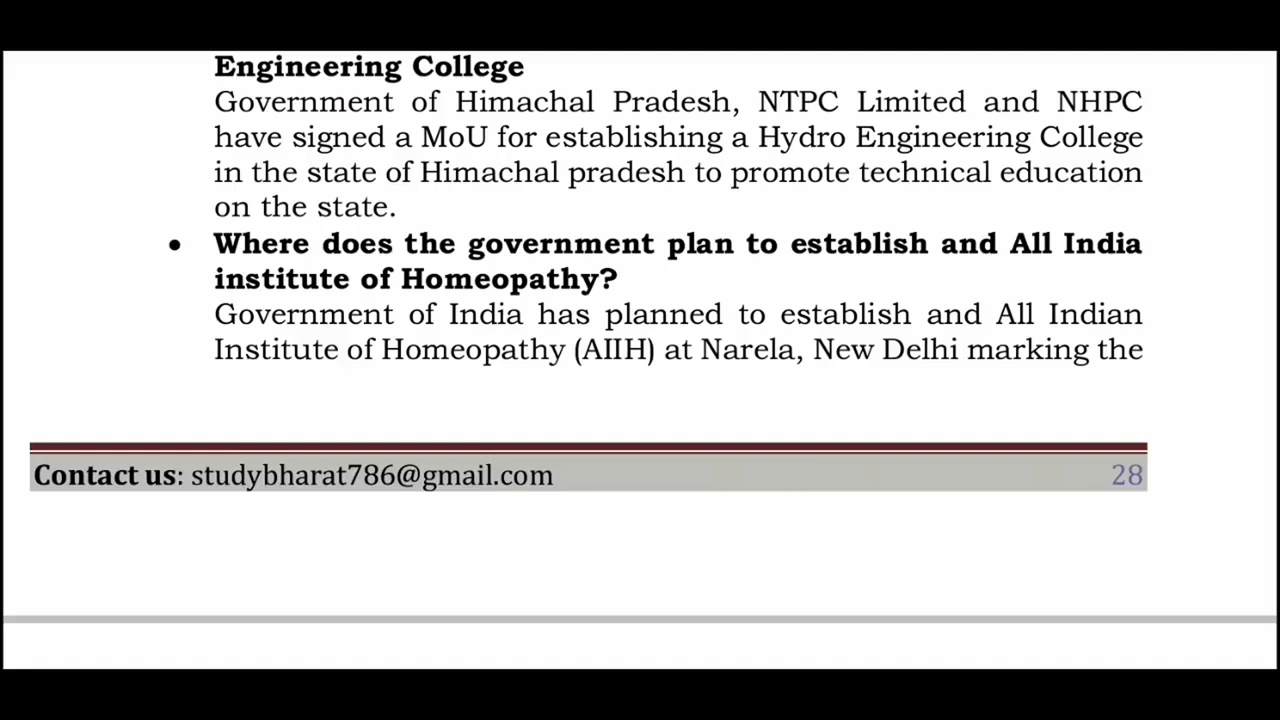 Engineering College
Government of Himachal Pradesh, NTPC Limited and NHPC
have signed a MoU for establishing a Hydro Engineering College
in the state of Himachal pradesh to promote technical education
on the state.
• Where does the government plan to establish and All India
institute of Homeopathy?
Government of India has planned to establish and All Indian
Institute of Homeopathy (AIIH) at Narela, New Delhi marking the
Contact us: studybharat786@gmail.com 28